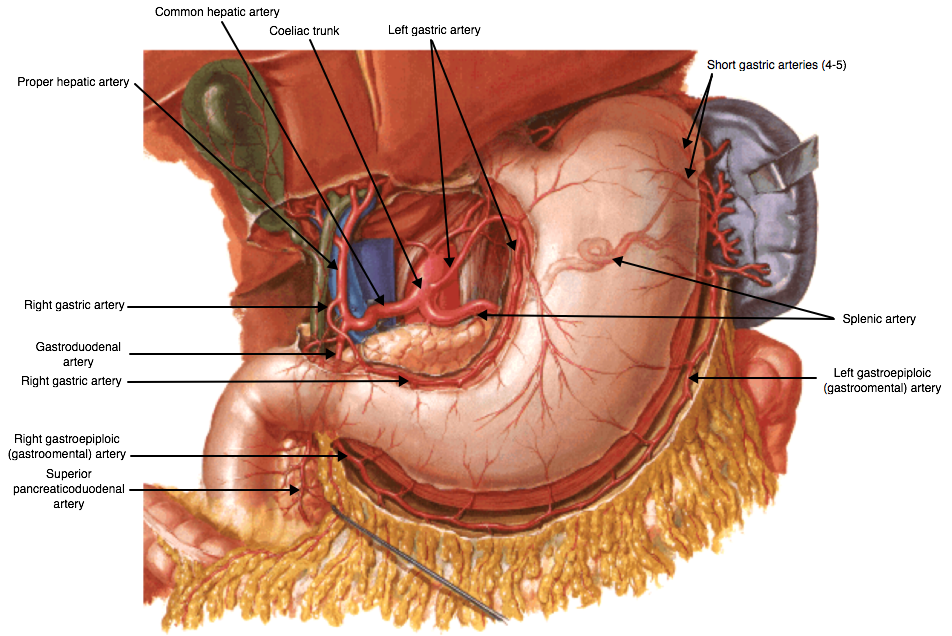 Common hepatic artery
Coeliac trunk
Left gastric artery
Short gastric arteries (4-5)
Proper hepatic artery
Right gastric artery
Splenic artery
Gastroduodenal
artery
Right gastric artery
Left gastroepiploic
(gastroomental) artery
Right gastroepiploic
(gastroomental) artery
Superior
pancreaticoduodenal
artery